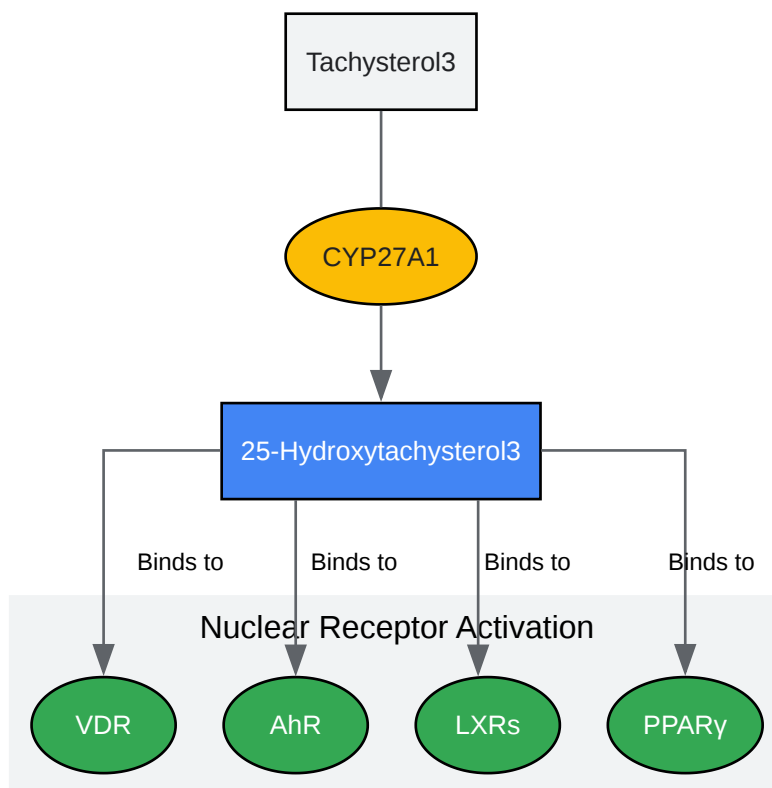 Tachysterol3
CYP27A1
25-Hydroxytachysterol3
Binds to
Binds to
Binds to
Binds to
Nuclear Receptor Activation
VDR
AhR
LXRs
PPARγ